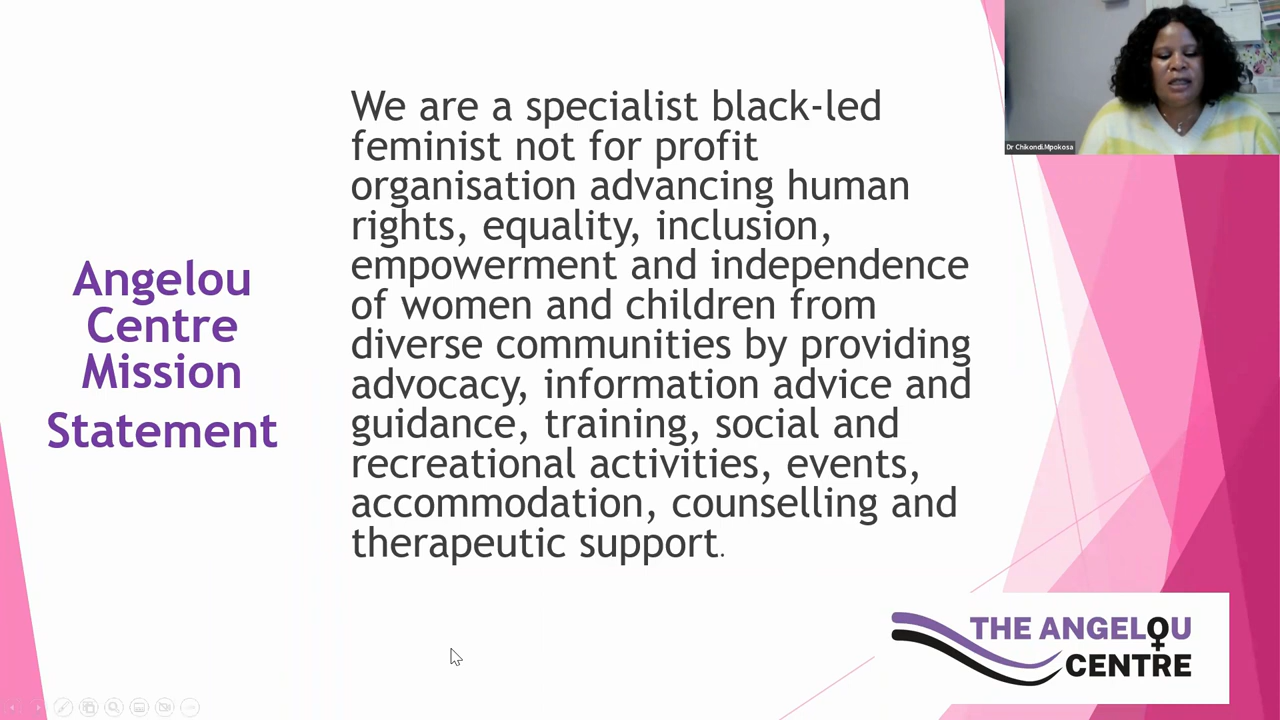 Angelou
Centre
Mission
Statement
We are a specialist black-led
feminist not for profit
organisation advancing human
rights, equality, inclusion,
empowerment and independence
of women and children from
diverse communities by providing
advocacy, information advice and
guidance, training, social and
recreational activities, events,
accommodation, counselling and
therapeutic support.
Dr Chikondi.Mpokosa
THE ANGELOU
CENTRE